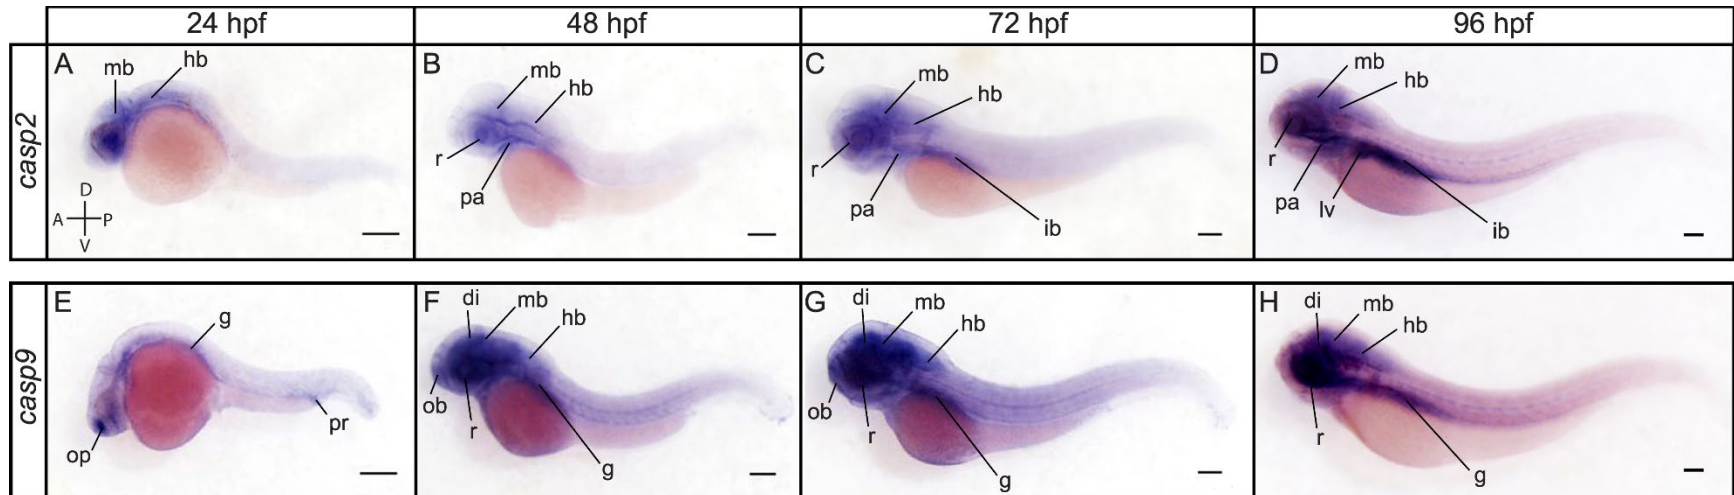 24 hpf
48 hpf
72 hpf
96 hpf
casp2
A
mb
hb
D
A
P
V
B
mb
hb
r
pa
C
mb
hb
r
pa
ib
D
mb
hb
r
pa
lv
ib
casp9
E
g
op
pr
F
di
mb
hb
ob
r
g
G
di
mb
hb
ob
r
g
H
di
mb
hb
r
g